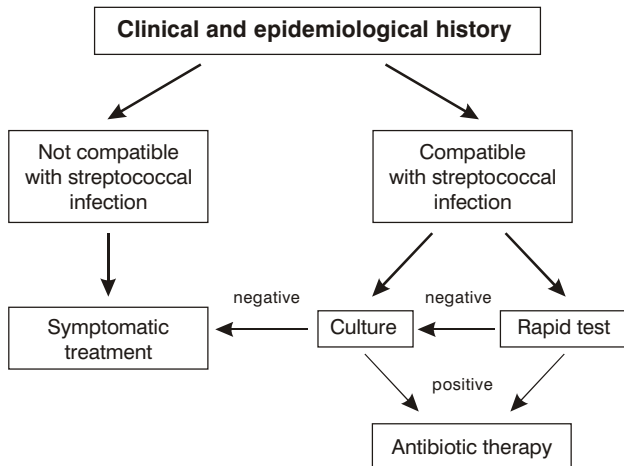 Clinical and epidemiological history
Not compatible
with streptococcal
infection
Compatible
with streptococcal
infection
negative
negative
Symptomatic
treatment
Culture
Rapid test
positive
Antibiotic therapy